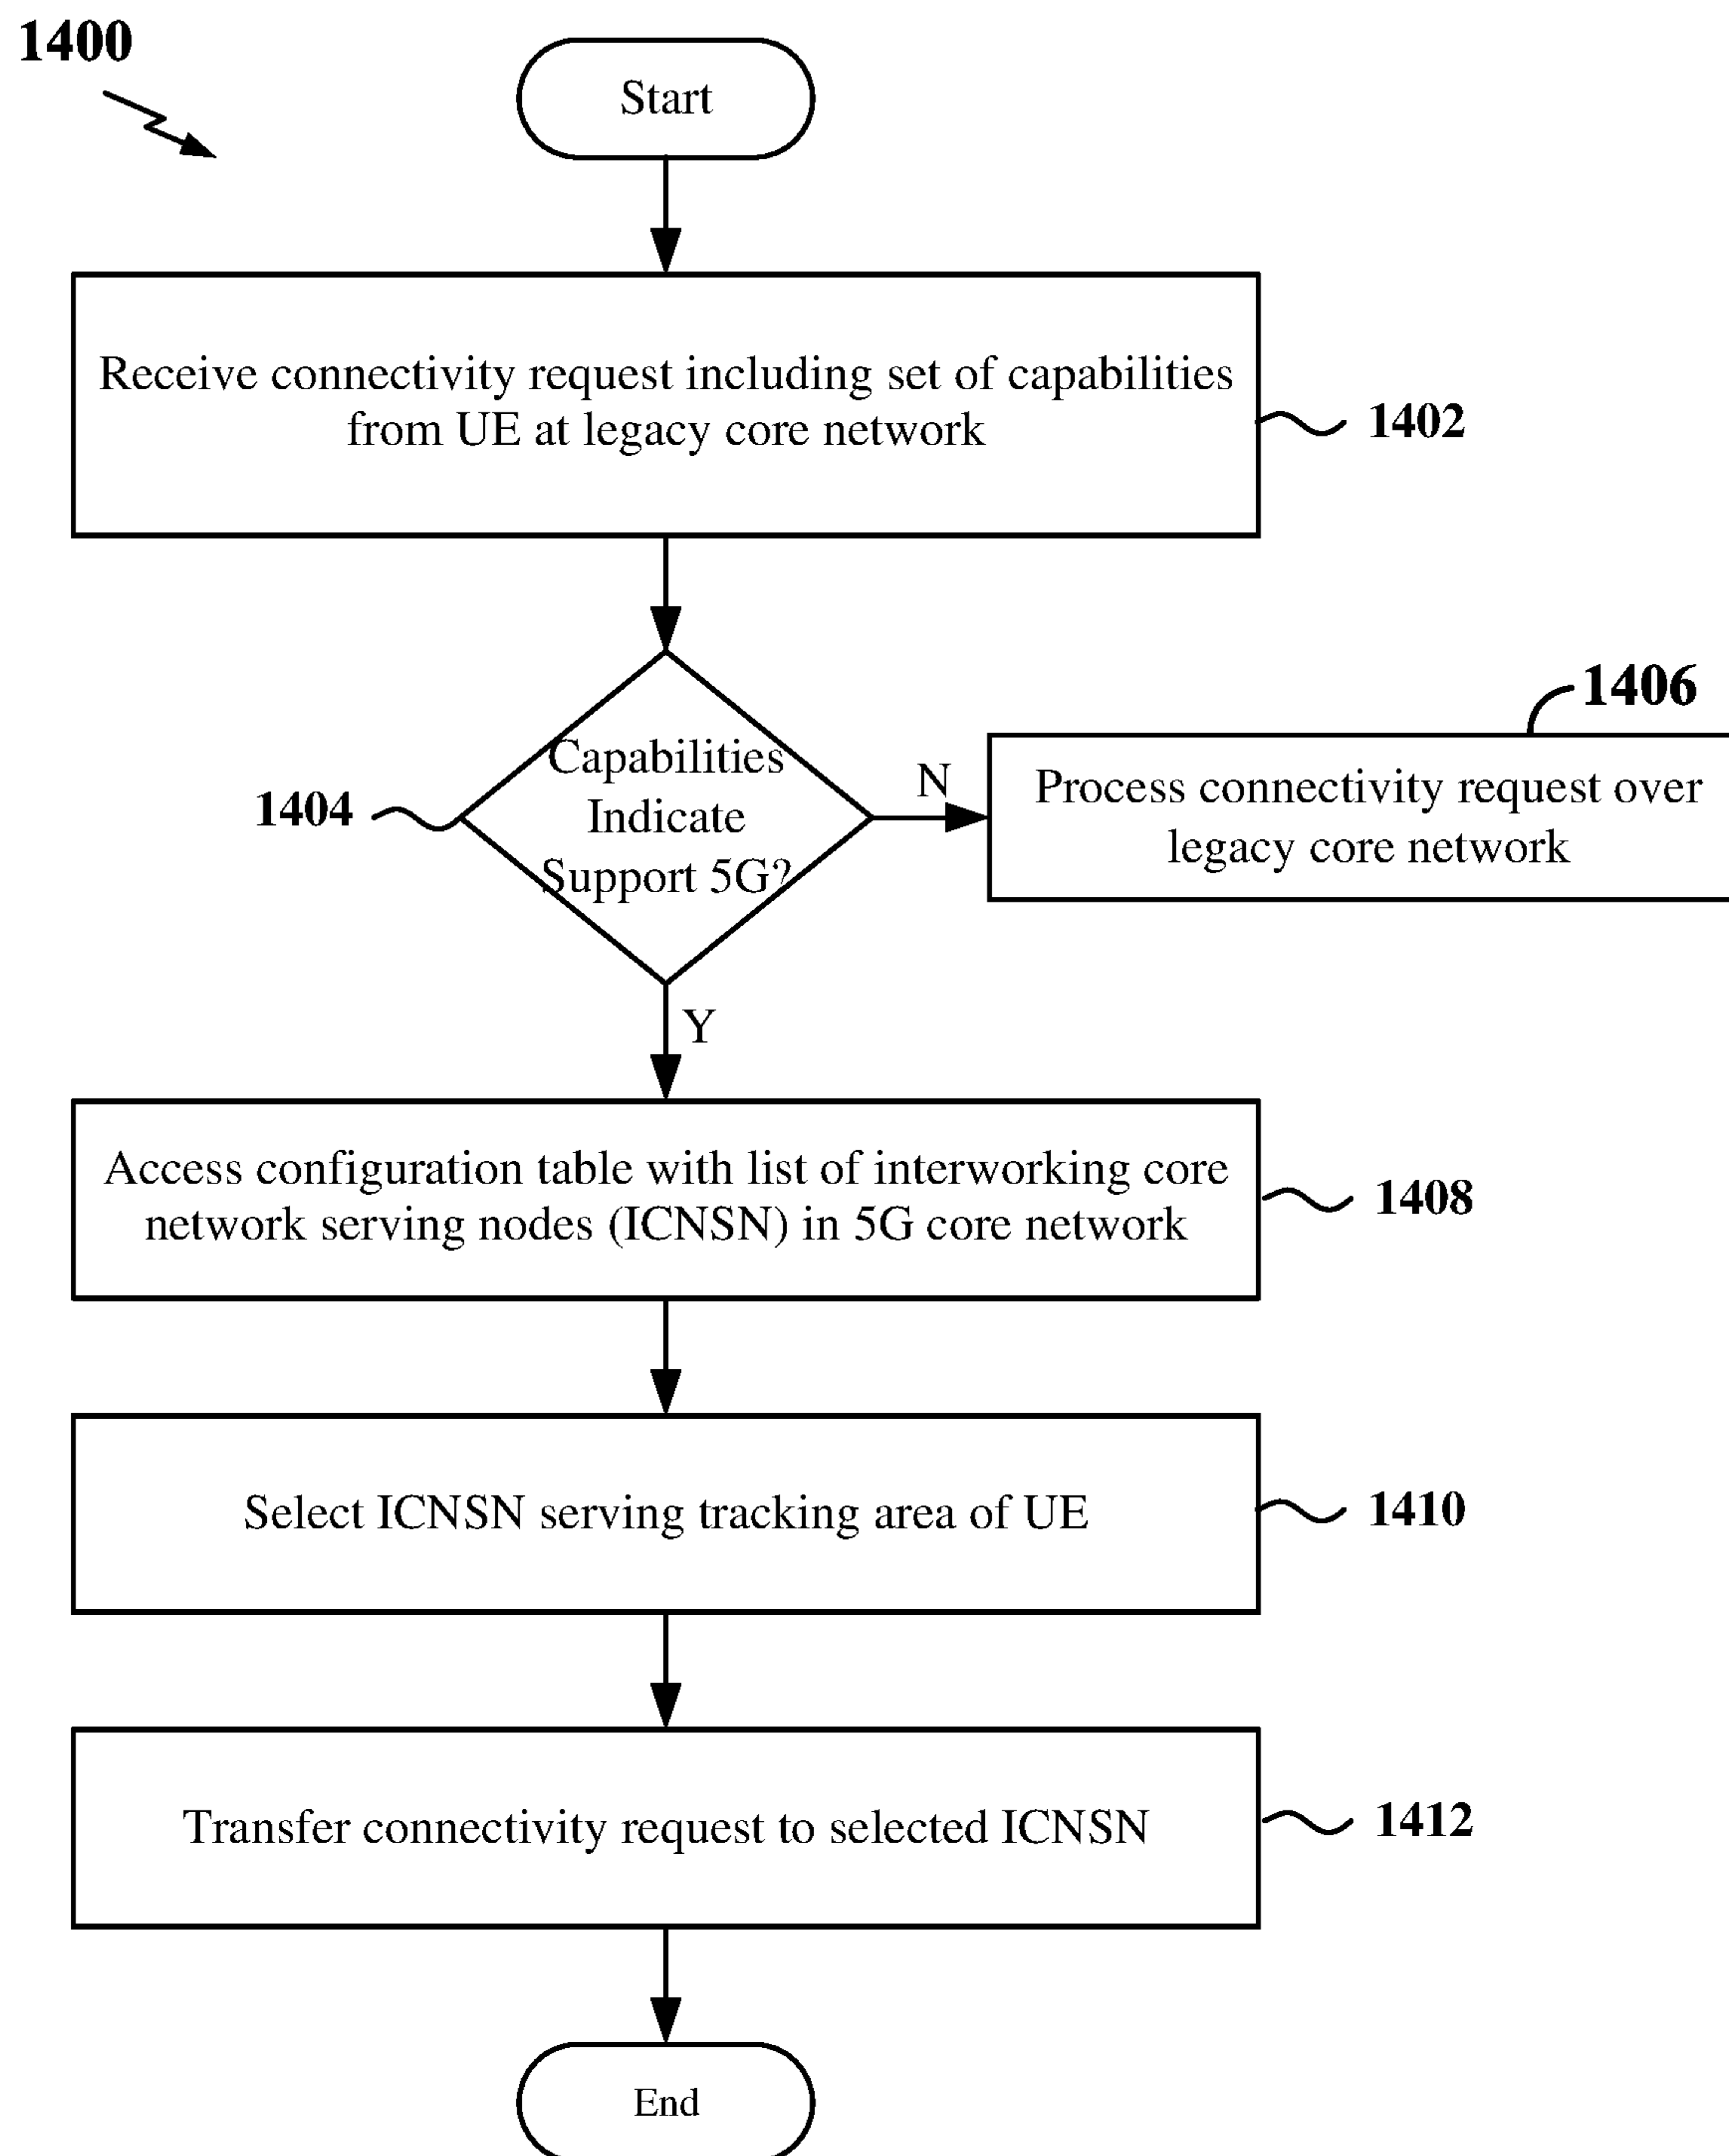 1400
Start
Receive connectivity request including set of capabilities
from UE at legacy core network
1402
Capabilities
Indicate
Support 5G?
1404
N
1406
Process connectivity request over
legacy core network
Y
Access configuration table with list of interworking core
network serving nodes (ICNSN) in 5G core network
1408
Select ICNSN serving tracking area of UE
1410
Transfer connectivity request to selected ICNSN
1412
End